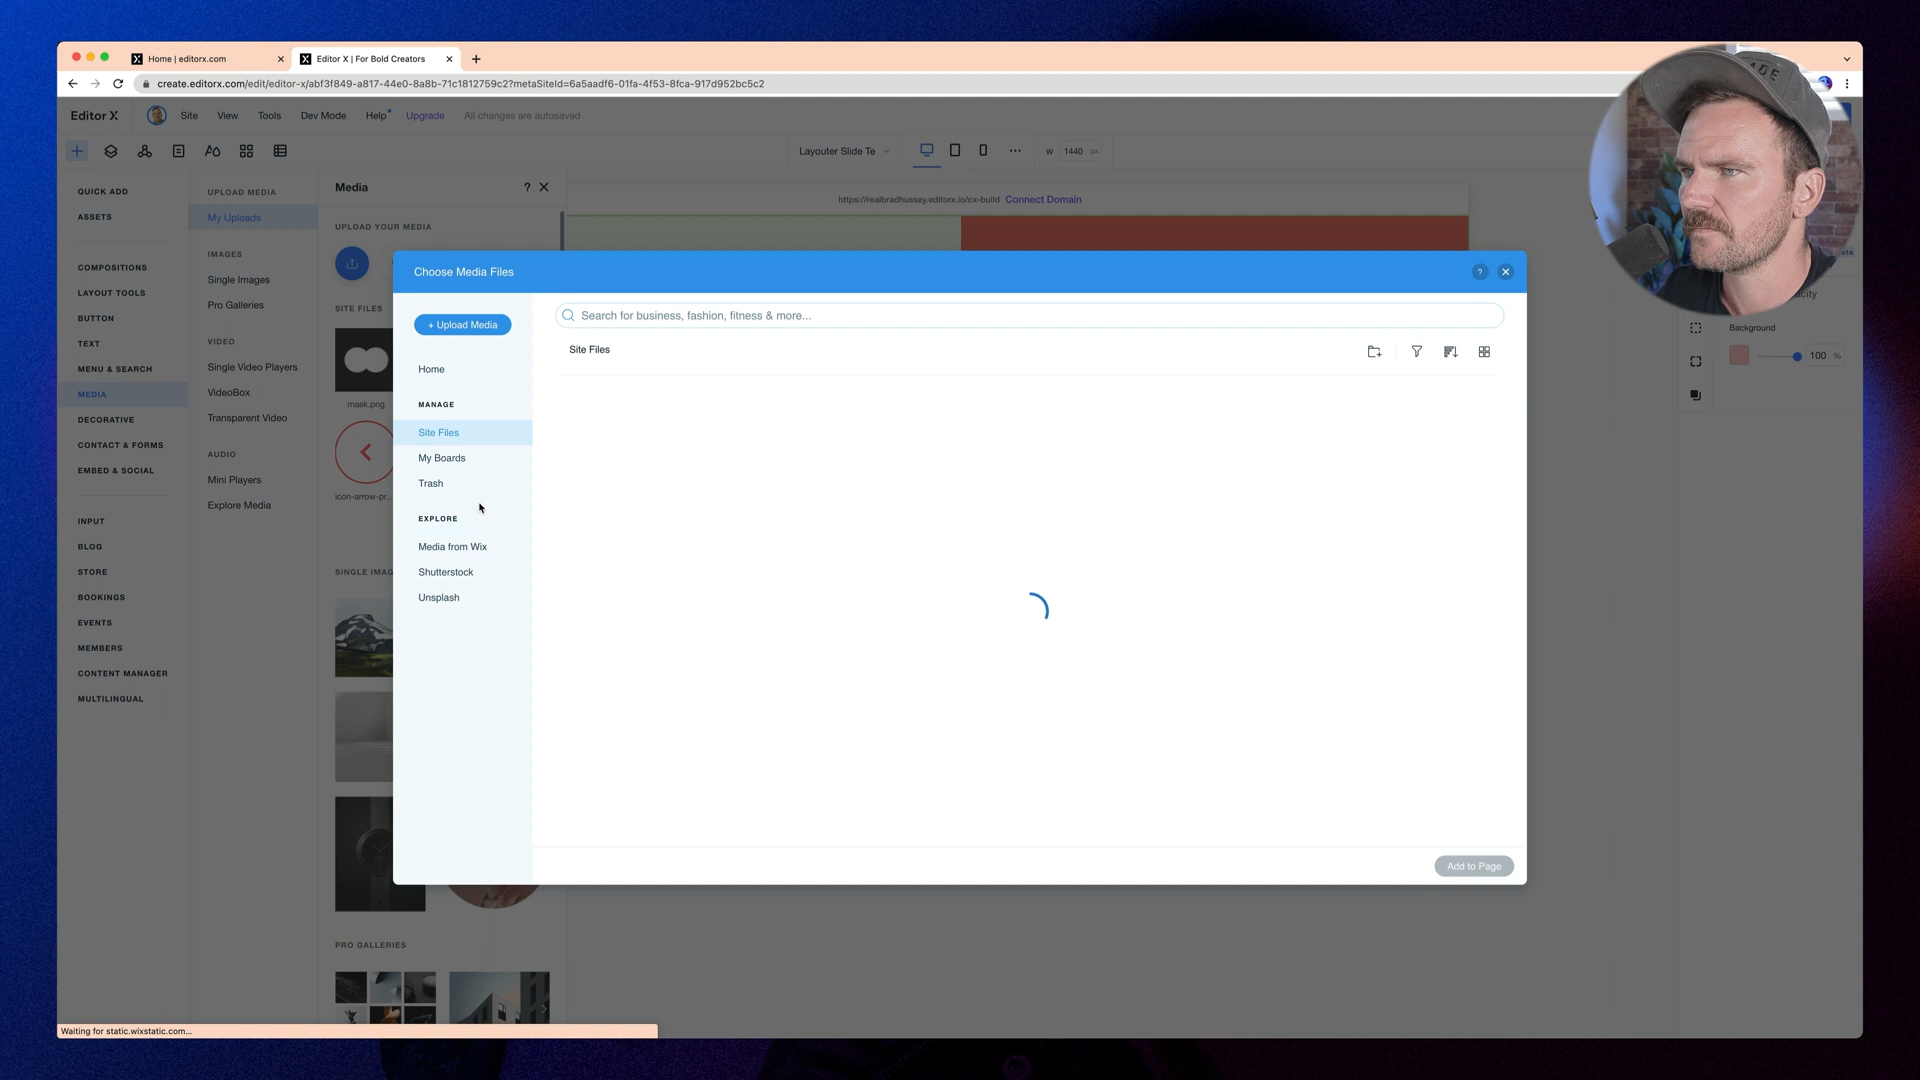 Home | editorx.com
Editor X | For Bold Creators
create.editorx.com/edit/editor-x/abf3f849-a817-44e0-8a8b-71c1812759c2?metaSiteId=6a5aadf6-01fa-4f53-8fca-917d952bc5c2
Editor X
Site
View
Tools
Dev Mode
Help
Upgrade
All changes are autosaved
Layouter Slide Te
W 1440 px
QUICK ADD
ASSETS
COMPOSITIONS
LAYOUT TOOLS
BUTTON
TEXT
MENU & SEARCH
MEDIA
DECORATIVE
CONTACT & FORMS
EMBED & SOCIAL
INPUT
BLOG
STORE
BOOKINGS
EVENTS
MEMBERS
CONTENT MANAGER
MULTILINGUAL
UPLOAD MEDIA
My Uploads
IMAGES
Single Images
Pro Galleries
VIDEO
Single Video Players
VideoBox
Transparent Video
AUDIO
Mini Players
Explore Media
Media
?
UPLOAD YOUR MEDIA
SITE FILES
mask.png
icon-arrow-pr...
SINGLE IMAG
PRO GALLERIES
https://realbradhussey.editorx.io/cx-build Connect Domain
Choose Media Files
?
+ Upload Media
Home
MANAGE
Site Files
My Boards
Trash
EXPLORE
Media from Wix
Shutterstock
Unsplash
Search for business, fashion, fitness & more...
Site Files
Add to Page
Background
100 %
Waiting for static.wixstatic.com...